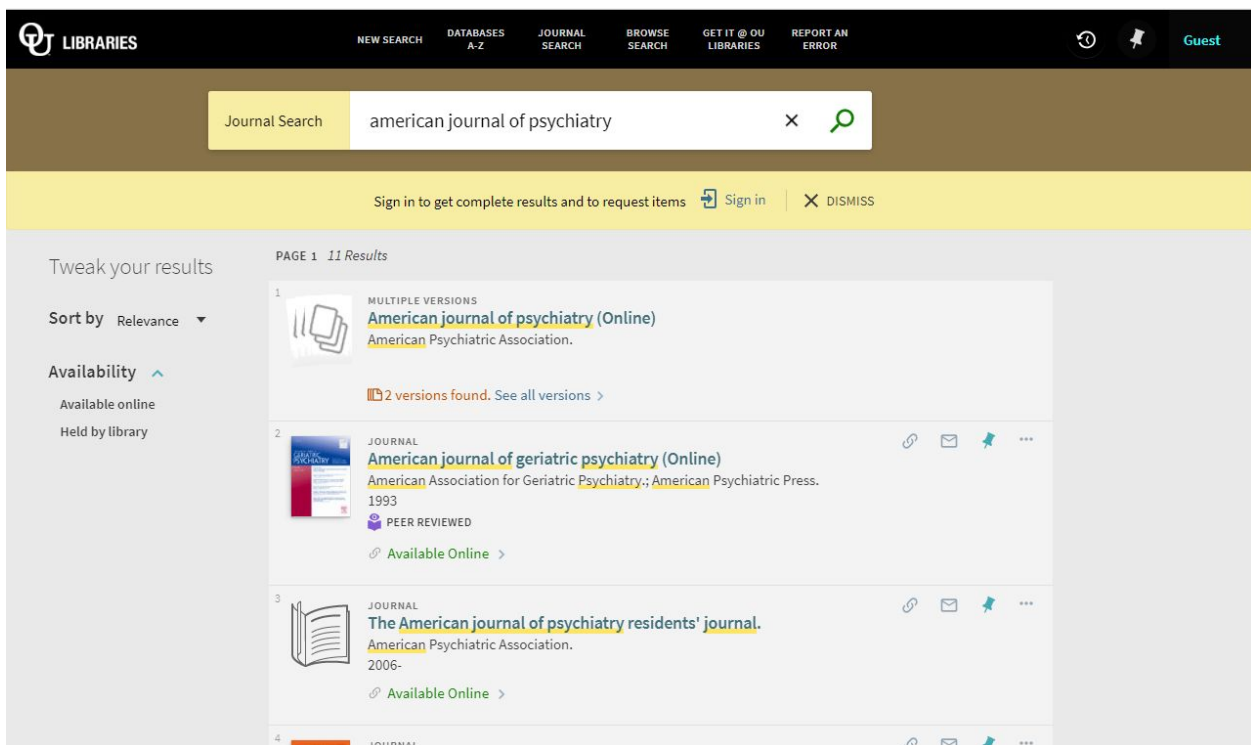 OU LIBRARIES
NEW SEARCH
DATABASES
A-Z
JOURNAL
SEARCH
BROWSE
SEARCH
GET IT @ OU
LIBRARIES
REPORT AN
ERROR
Guest
Journal Search
american journal of psychiatry
Sign in to get complete results and to request items Sign in DISMISS
Tweak your results
Sort by Relevance
Availability
Available online
Held by library
PAGE 1 11 Results
1
MULTIPLE VERSIONS
American journal of psychiatry (Online)
American Psychiatric Association.
2 versions found. See all versions >
2
GERIATRIC
PSYCHIATRY
JOURNAL
American journal of geriatric psychiatry (Online)
American Association for Geriatric Psychiatry.; American Psychiatric Press.
1993
PEER REVIEWED
Available Online >
3
JOURNAL
The American journal of psychiatry residents' journal.
American Psychiatric Association.
2006-
Available Online >
4
JOURNAL